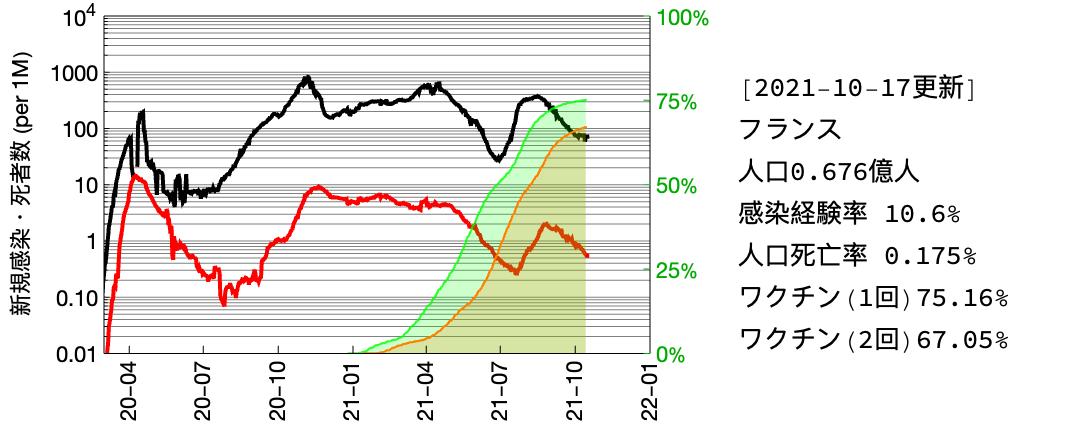 10⁴
1000
100
10
1
0.10
0.01
新規感染・死者数 (per 1M)
100%
75%
50%
25%
0%
20-04
20-07
20-10
21-01
21-04
21-07
21-10
22-01
[2021-10-17更新]
フランス
人口0.676億人
感染経験率 10.6%
人口死亡率 0.175%
ワクチン(1回)75.16%
ワクチン(2回)67.05%